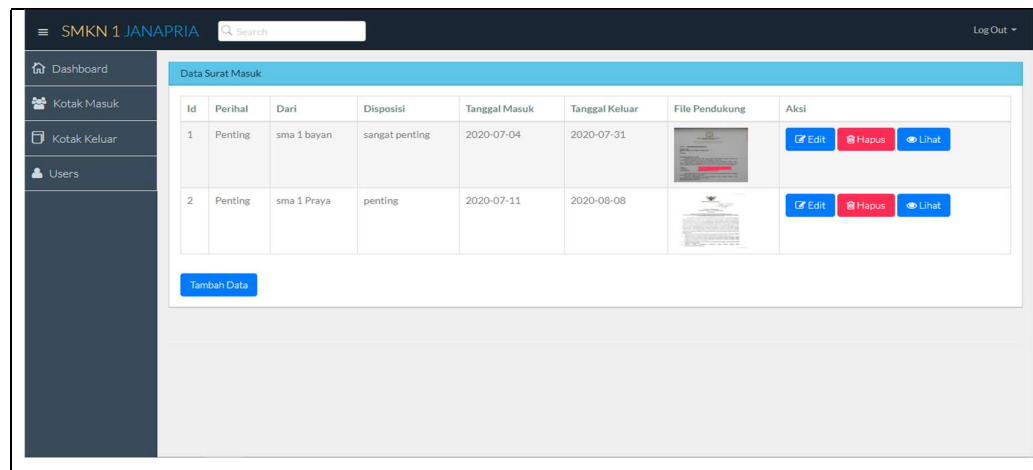 ≡ SMKN 1 JANAPRIA Search Log Out
Dashboard
Kotak Masuk
Kotak Keluar
Users
Data Surat Masuk
Id Perihal Dari Disposisi Tanggal Masuk Tanggal Keluar File Pendukung Aksi
1 Penting sma 1 bayan sangat penting 2020-07-04 2020-07-31 Edit Hapus Lihat
2 Penting sma 1 Praya penting 2020-07-11 2020-08-08 Edit Hapus Lihat
Tambah Data